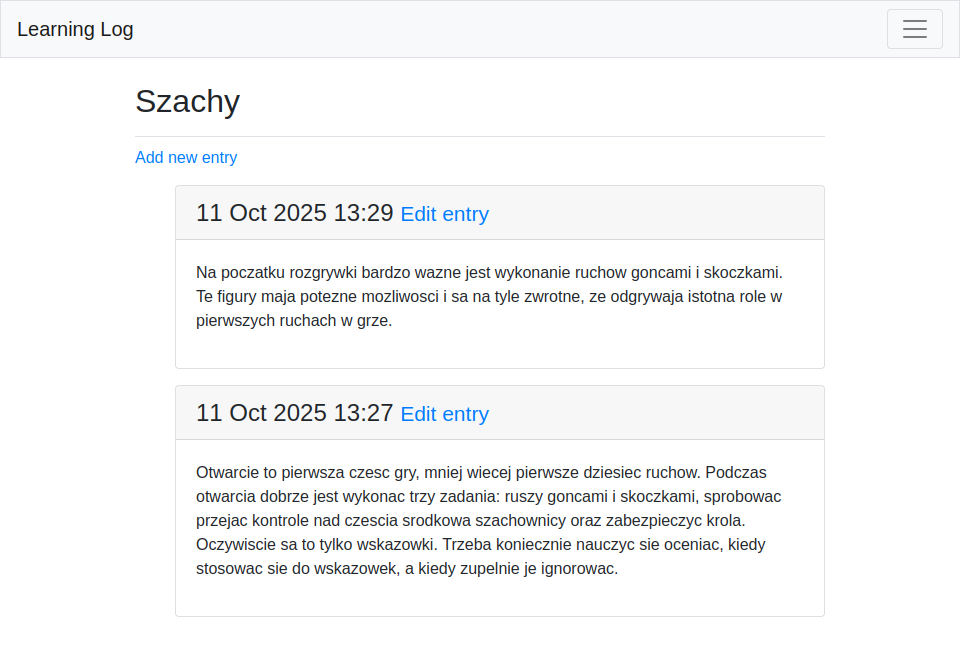 Learning Log
Szachy
Add new entry
11 Oct 2025 13:29 Edit entry
Na poczatku rozgrywki bardzo wazne jest wykonanie ruchow goncami i skoczkami.
Te figury maja potezne mozliwosci i sa na tyle zwrotne, ze odgrywaja istotna role w
pierwszych ruchach w grze.
11 Oct 2025 13:27 Edit entry
Otwarcie to pierwsza czesc gry, mniej wiecej pierwsze dziesiec ruchow. Podczas
otwarcia dobrze jest wykonac trzy zadania: ruszy goncami i skoczkami, sprobowac
przejac kontrole nad czescia srodkowa szachownicy oraz zabezpieczyc krola.
Oczywiscie sa to tylko wskazowki. Trzeba koniecznie nauczyc sie oceniac, kiedy
stosowac sie do wskazowek, a kiedy zupelnie je ignorowac.